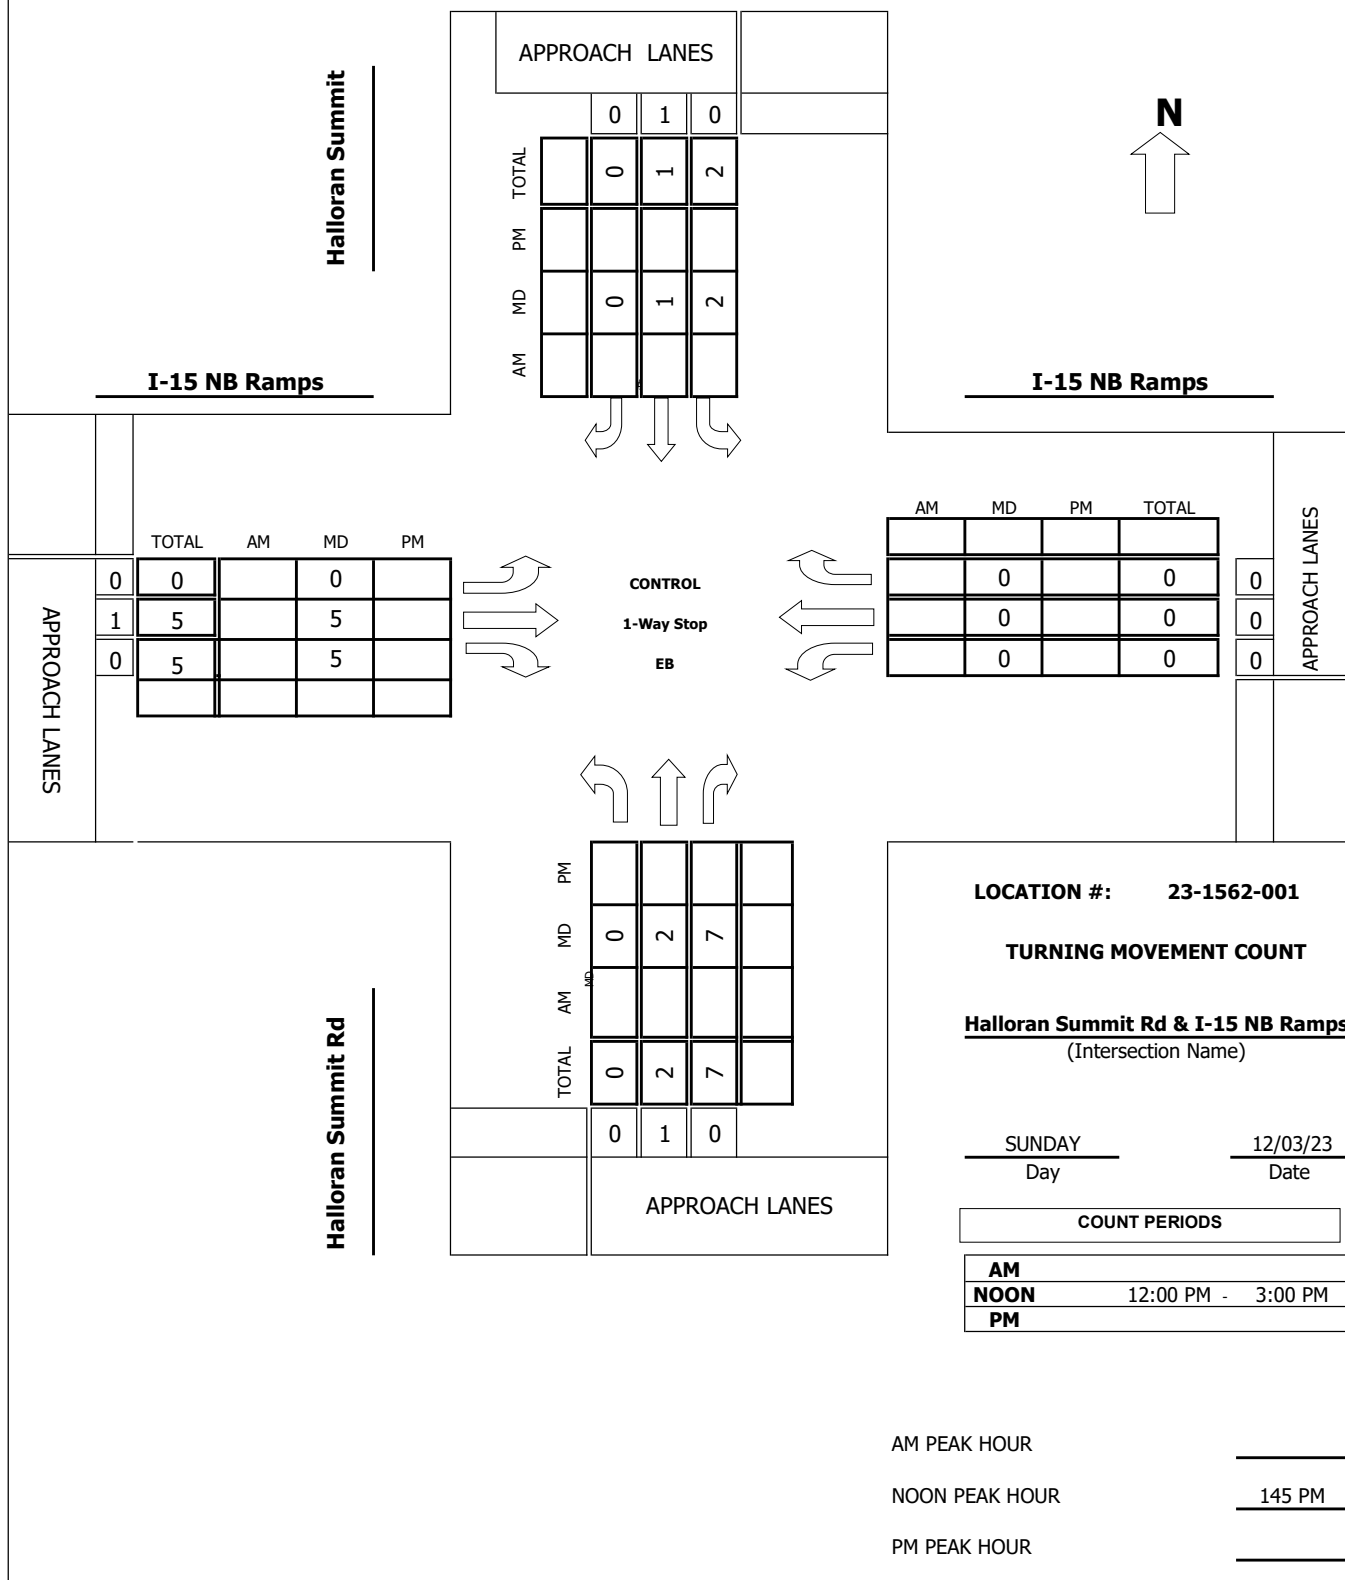 APPROACH LANES
Halloran Summit
N
0 1 0
TOTAL 0 1 2
PM
MD 0 1 2
AM
I-15 NB Ramps
I-15 NB Ramps
TOTAL AM MD PM
0 0 0
1 5 5
0 5 5
APPROACH LANES
CONTROL
1-Way Stop
EB
AM MD PM TOTAL
0 0 0
0 0 0
0 0 0
APPROACH LANES
PM
MD 0 2 7
MD
AM
TOTAL 0 2 7
0 1 0
APPROACH LANES
Halloran Summit Rd
LOCATION #: 23-1562-001
TURNING MOVEMENT COUNT
Halloran Summit Rd & I-15 NB Ramps
(Intersection Name)
SUNDAY 12/03/23
Day Date
COUNT PERIODS
AM
NOON 12:00 PM - 3:00 PM
PM
AM PEAK HOUR
NOON PEAK HOUR 145 PM
PM PEAK HOUR